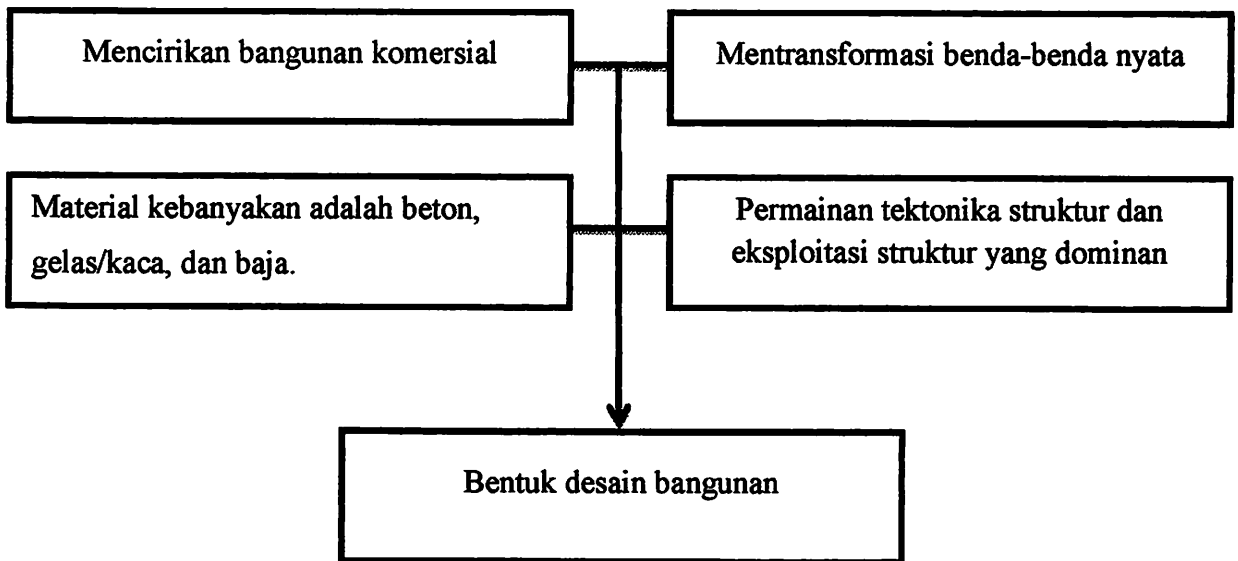 Mencirikan bangunan komersial
Mentransformasi benda-benda nyata
Material kebanyakan adalah beton,
gelas/kaca, dan baja.
Permainan tektonika struktur dan
eksploitasi struktur yang dominan
Bentuk desain bangunan